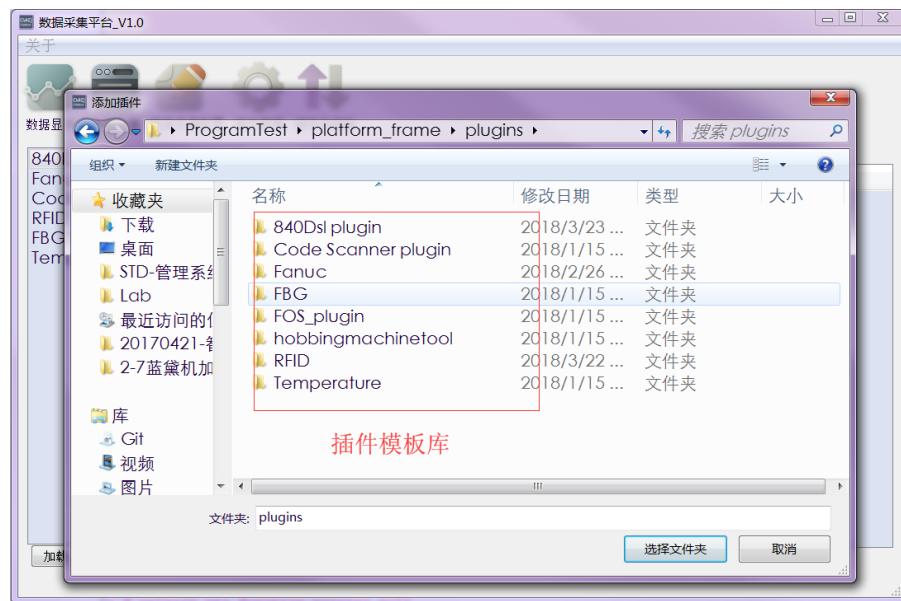 数据采集平台_V1.0
关于
数据显
添加插件
ProgramTest platform_frame plugins
搜索 plugins
组织 新建文件夹
收藏夹
下载
桌面
STD-管理系
Lab
最近访问的
20170421-
2-7蓝黛机加
库
Git
视频
图片
名称 修改日期 类型 大小
840Dsl plugin 2018/3/23 ... 文件夹
Code Scanner plugin 2018/1/15 ... 文件夹
Fanuc 2018/2/26 ... 文件夹
FBG 2018/1/15 ... 文件夹
FOS_plugin 2018/1/15 ... 文件夹
hobbingmachinetool 2018/1/15 ... 文件夹
RFID 2018/3/22 ... 文件夹
Temperature 2018/1/15 ... 文件夹
插件模板库
840
Fan
Coc
RFID
FBG
Tem
文件夹: plugins
选择文件夹 取消
加载